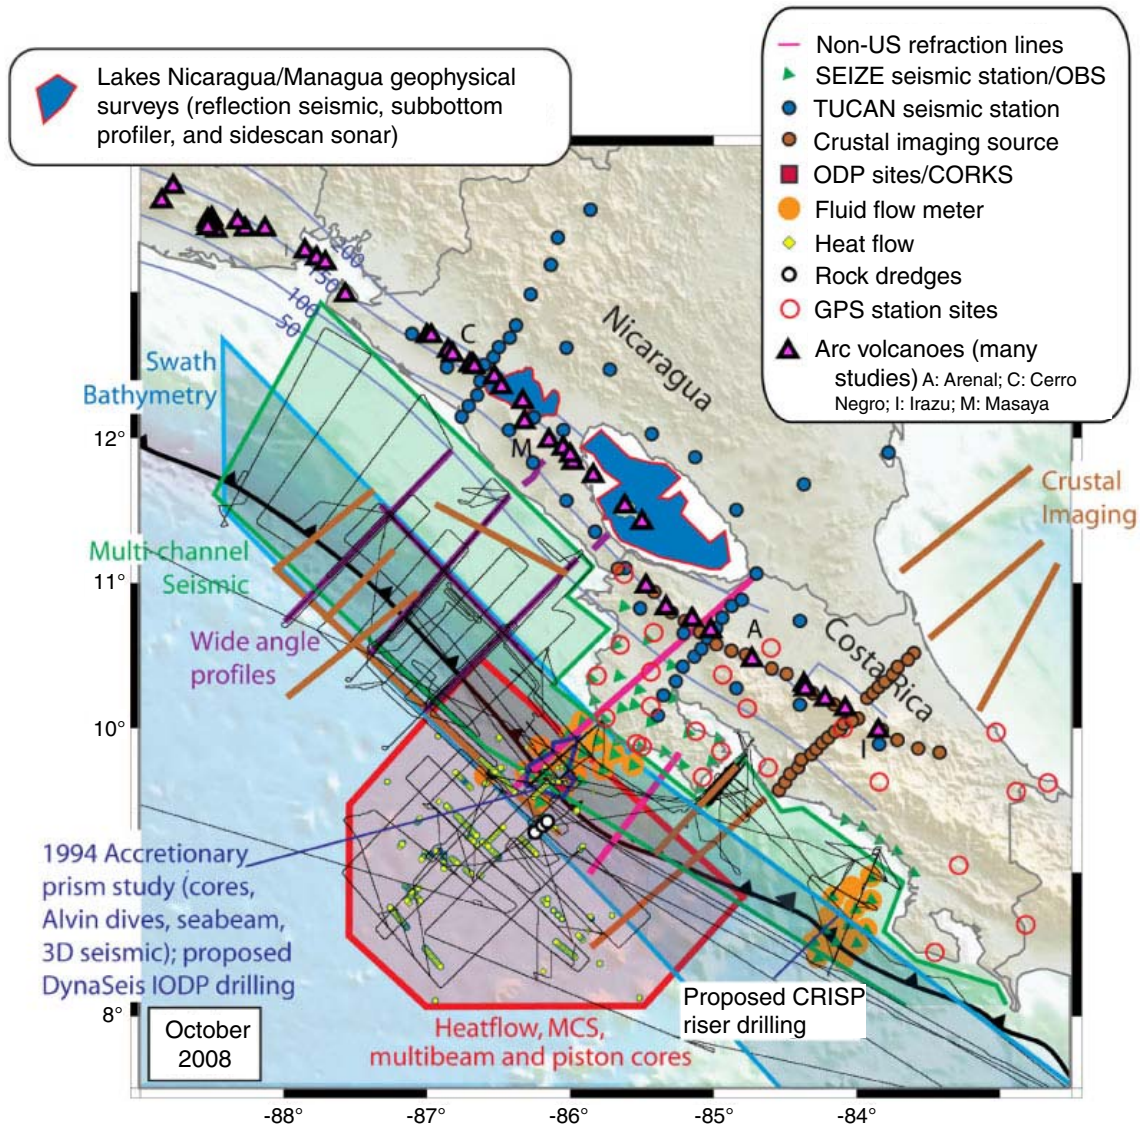 Lakes Nicaragua/Managua geophysical
surveys (reflection seismic, subbottom
profiler, and sidescan sonar)
Non-US refraction lines
SEIZE seismic station/OBS
TUCAN seismic station
Crustal imaging source
ODP sites/CORKS
Fluid flow meter
Heat flow
Rock dredges
GPS station sites
Arc volcanoes (many
studies) A: Arenal; C: Cerro
Negro; I: Irazu; M: Masaya
200
150
100
50
C
Nicaragua
Swath
Bathymetry
M
12°
Crustal
Imaging
Multi channel
Seismic
11°
Wide angle
profiles
A
Costa Rica
10°
I
1994 Accretionary
prism study (cores,
Alvin dives, seabeam,
3D seismic); proposed
DynaSeis IODP drilling
Proposed CRISP
riser drilling
8°
October
2008
Heatflow, MCS,
multibeam and piston cores
-88°
-87°
-86°
-85°
-84°